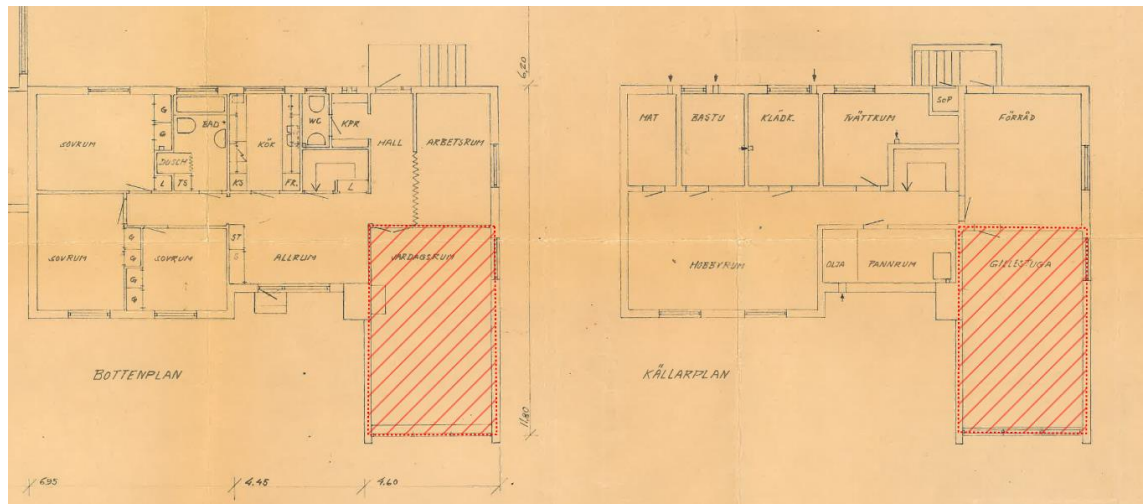 6,20
G
G
BAD
SOVRUM
DUSCH
L
TS
KÖK
KS
FR.
WC
KPR
L
HALL
ARBETSRUM
SOVRUM
G
G
G
G
SOVRUM
ST
S
ALLRUM
VARDAGSRUM
BOTTENPLAN
11,80
6.95
4.45
4.60
MAT
BASTU
KLÄDK.
TVÄTTRUM
SOP
FÖRRÅD
HOBBYRUM
OLJA
PANNRUM
GILLESTUGA
KÄLLARPLAN